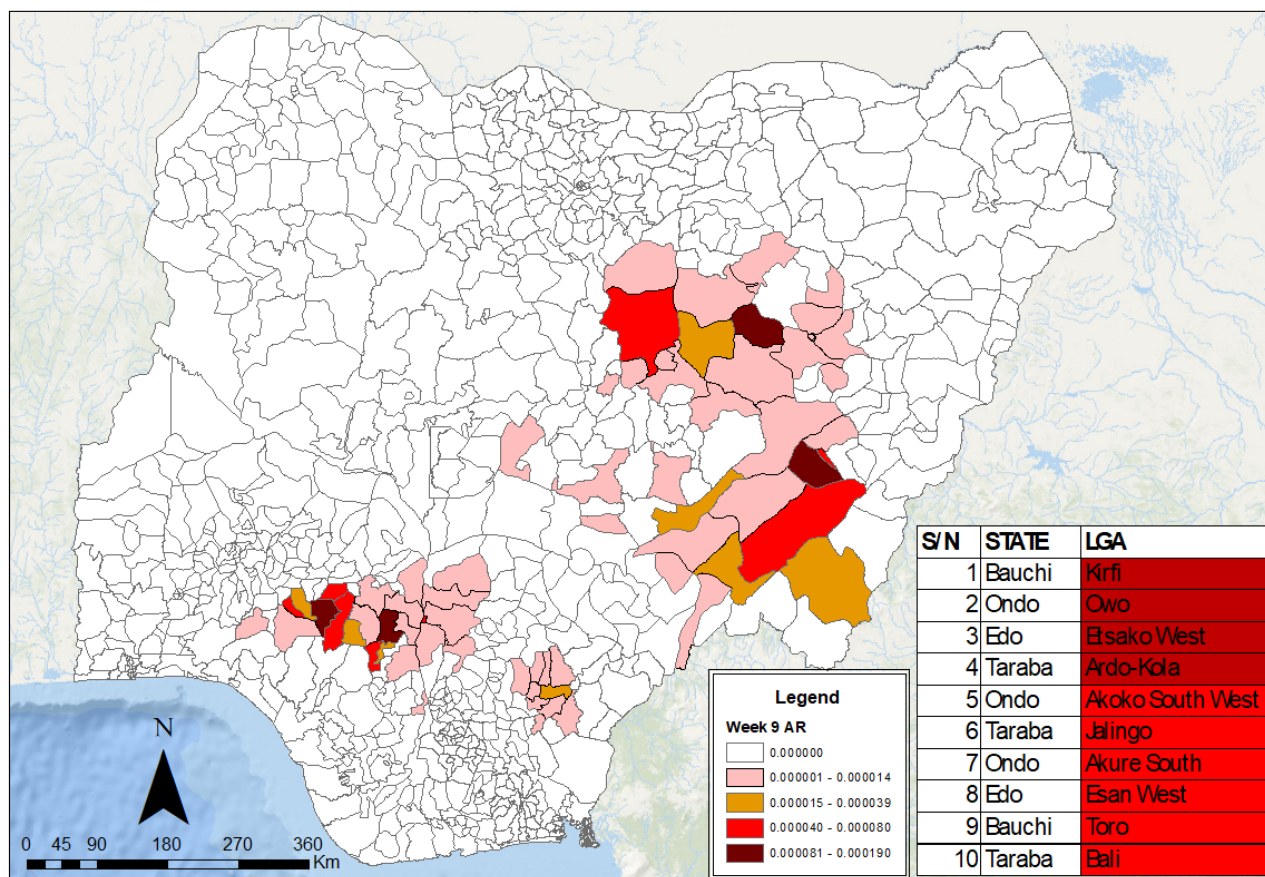 S/N STATE LGA
1 Bauchi Kirfi
2 Ondo Owo
3 Edo Etsako West
4 Taraba Ardo-Kola
5 Ondo Akoko South West
6 Taraba Jalingo
7 Ondo Akure South
8 Edo Esan West
9 Bauchi Toro
10 Taraba Bali
Legend
Week 9 AR
0.000000
0.000001 - 0.000014
0.000015 - 0.000039
0.000040 - 0.000080
0.000081 - 0.000190
N
0 45 90 180 270 360
Km